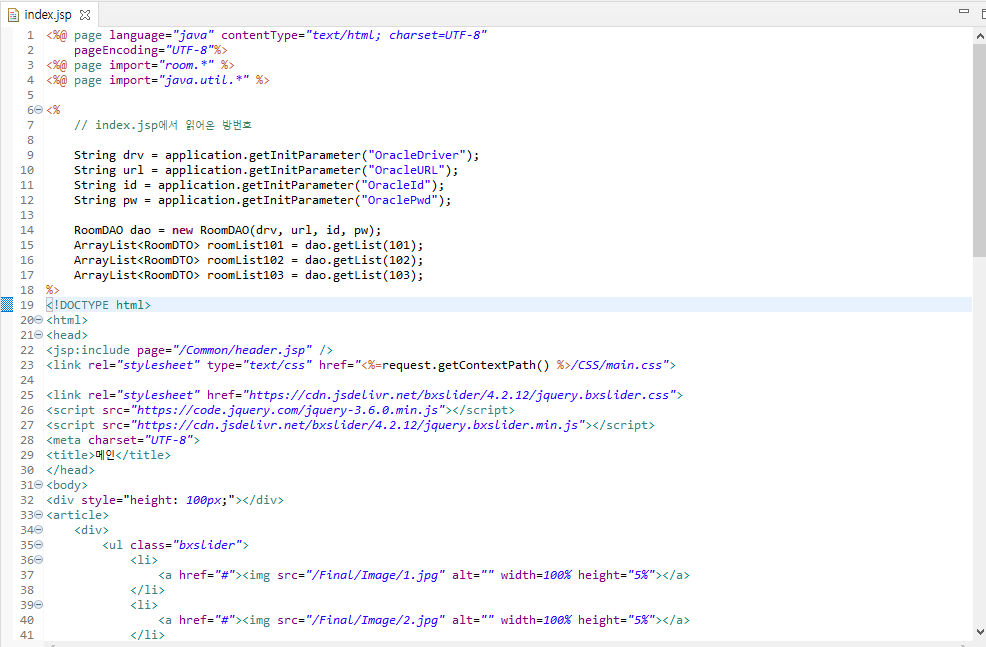 index.jsp
1 <%@ page language="java" contentType="text/html; charset=UTF-8"
2     pageEncoding="UTF-8"%>
3 <%@ page import="room.*" %>
4 <%@ page import="java.util.*" %>
5
6 <%
7     // index.jsp에서 읽어온 방번호
8
9     String drv = application.getInitParameter("OracleDriver");
10     String url = application.getInitParameter("OracleURL");
11     String id = application.getInitParameter("OracleId");
12     String pw = application.getInitParameter("OraclePwd");
13
14     RoomDAO dao = new RoomDAO(drv, url, id, pw);
15     ArrayList<RoomDTO> roomList101 = dao.getList(101);
16     ArrayList<RoomDTO> roomList102 = dao.getList(102);
17     ArrayList<RoomDTO> roomList103 = dao.getList(103);
18 %>
19 <!DOCTYPE html>
20 <html>
21 <head>
22 <jsp:include page="/Common/header.jsp" />
23 <link rel="stylesheet" type="text/css" href="<%=request.getContextPath() %>/CSS/main.css">
24
25 <link rel="stylesheet" href="https://cdn.jsdelivr.net/bxslider/4.2.12/jquery.bxslider.css">
26 <script src="https://code.jquery.com/jquery-3.6.0.min.js"></script>
27 <script src="https://cdn.jsdelivr.net/bxslider/4.2.12/jquery.bxslider.min.js"></script>
28 <meta charset="UTF-8">
29 <title>메인</title>
30 </head>
31 <body>
32 <div style="height: 100px;"></div>
33 <article>
34     <div>
35         <ul class="bxslider">
36             <li>
37                 <a href="#"><img src="/Final/Image/1.jpg" alt="" width=100% height="5%"></a>
38             </li>
39             <li>
40                 <a href="#"><img src="/Final/Image/2.jpg" alt="" width=100% height="5%"></a>
41             </li>